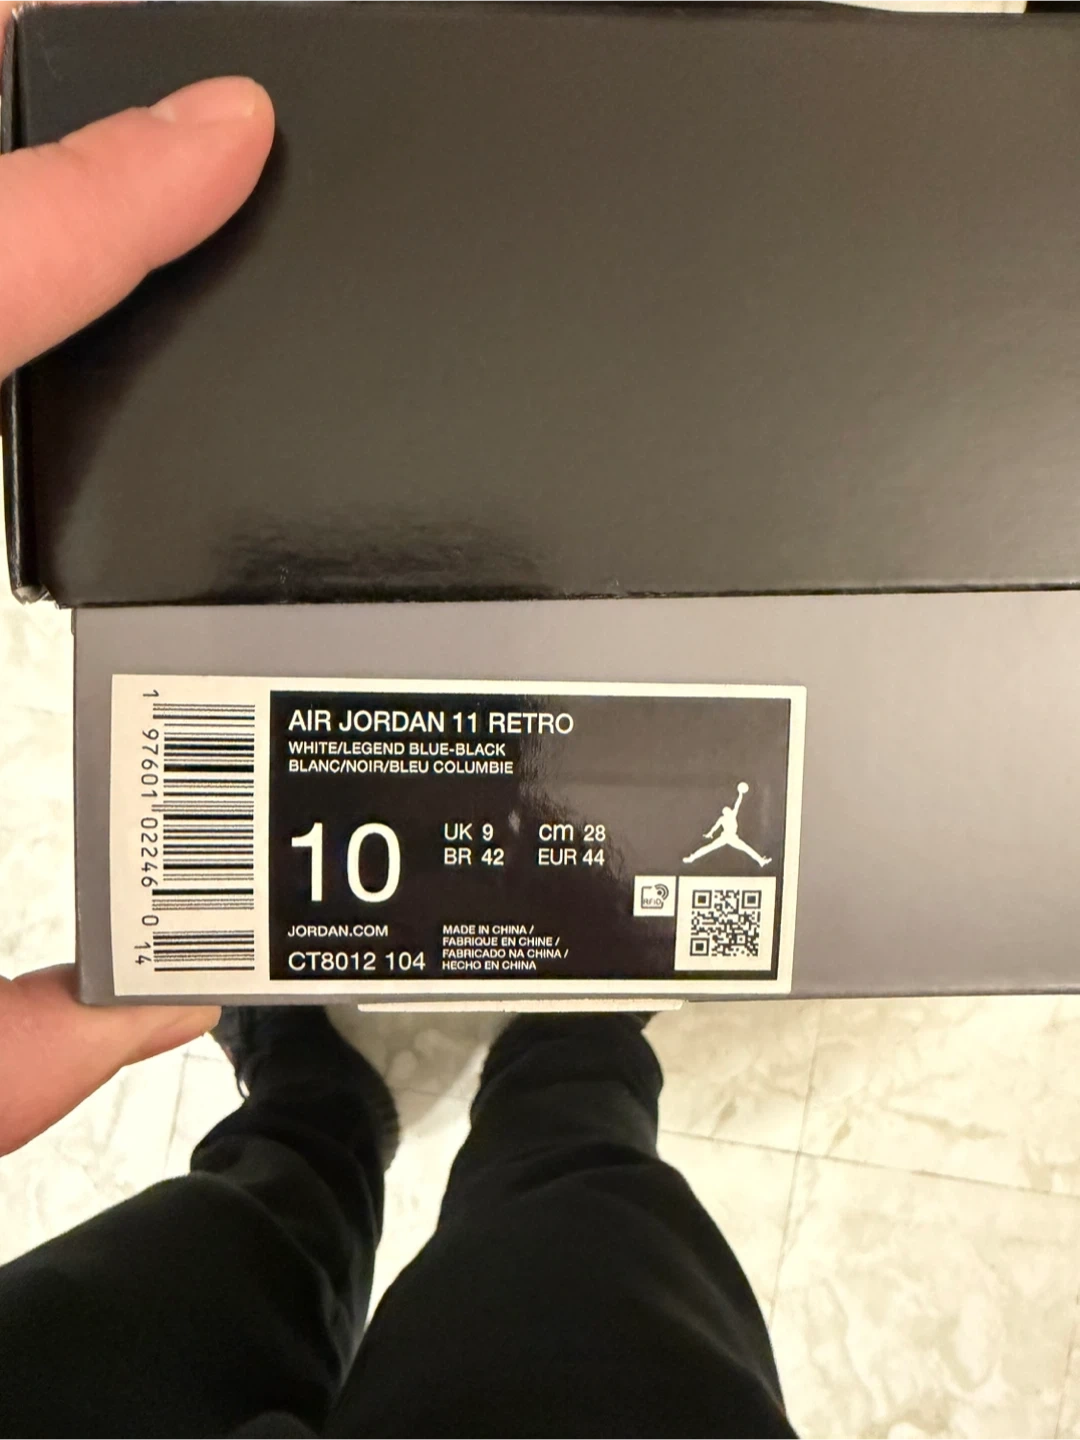 AIR JORDAN 11 RETRO
WHITE/LEGEND BLUE-BLACK
BLANC/NOIR/BLEU COLUMBIE
10
UK 9 cm 28
BR 42 EUR 44
RFID
JORDAN.COM
CT8012 104
MADE IN CHINA /
FABRIQUE EN CHINE /
FABRICADO NA CHINA /
HECHO EN CHINA
1 97601 02246 0 14